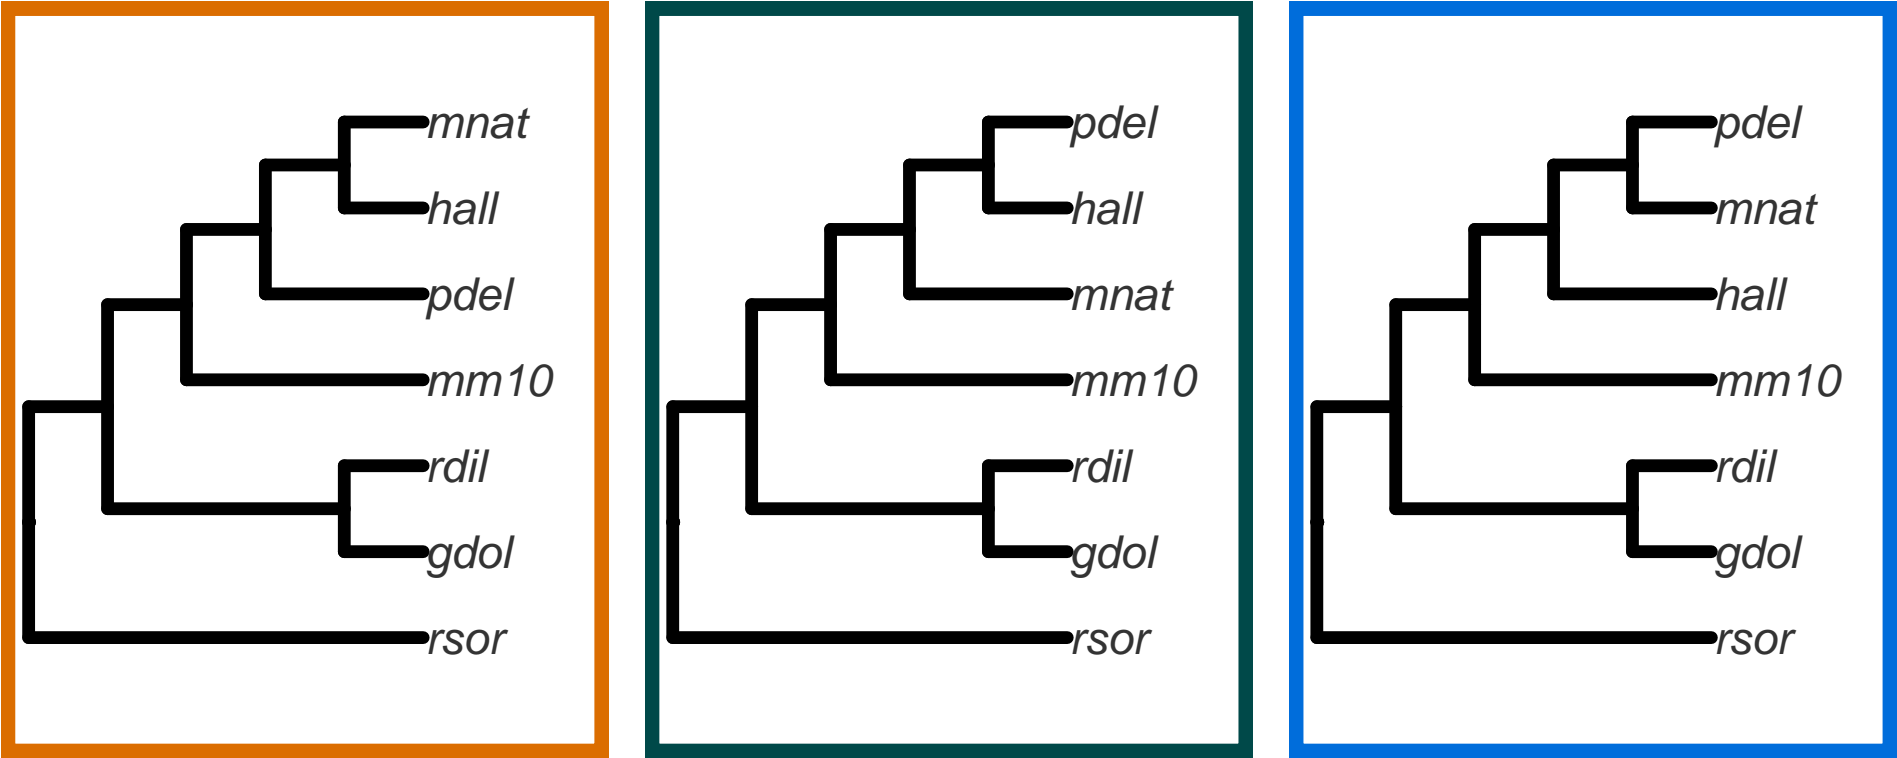 mnat
hall
pdel
mm10
rdil
gdol
rsor
pdel
hall
mnat
mm10
rdil
gdol
rsor
pdel
mnat
hall
mm10
rdil
gdol
rsor